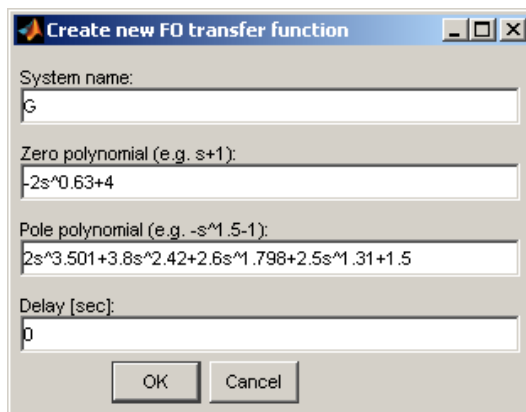 Create new FO transfer function
System name:
G
Zero polynomial (e.g. s+1):
-2s^0.63+4
Pole polynomial (e.g. -s^1.5-1):
2s^3.501+3.8s^2.42+2.6s^1.798+2.5s^1.31+1.5
Delay [sec]:
0
OK Cancel